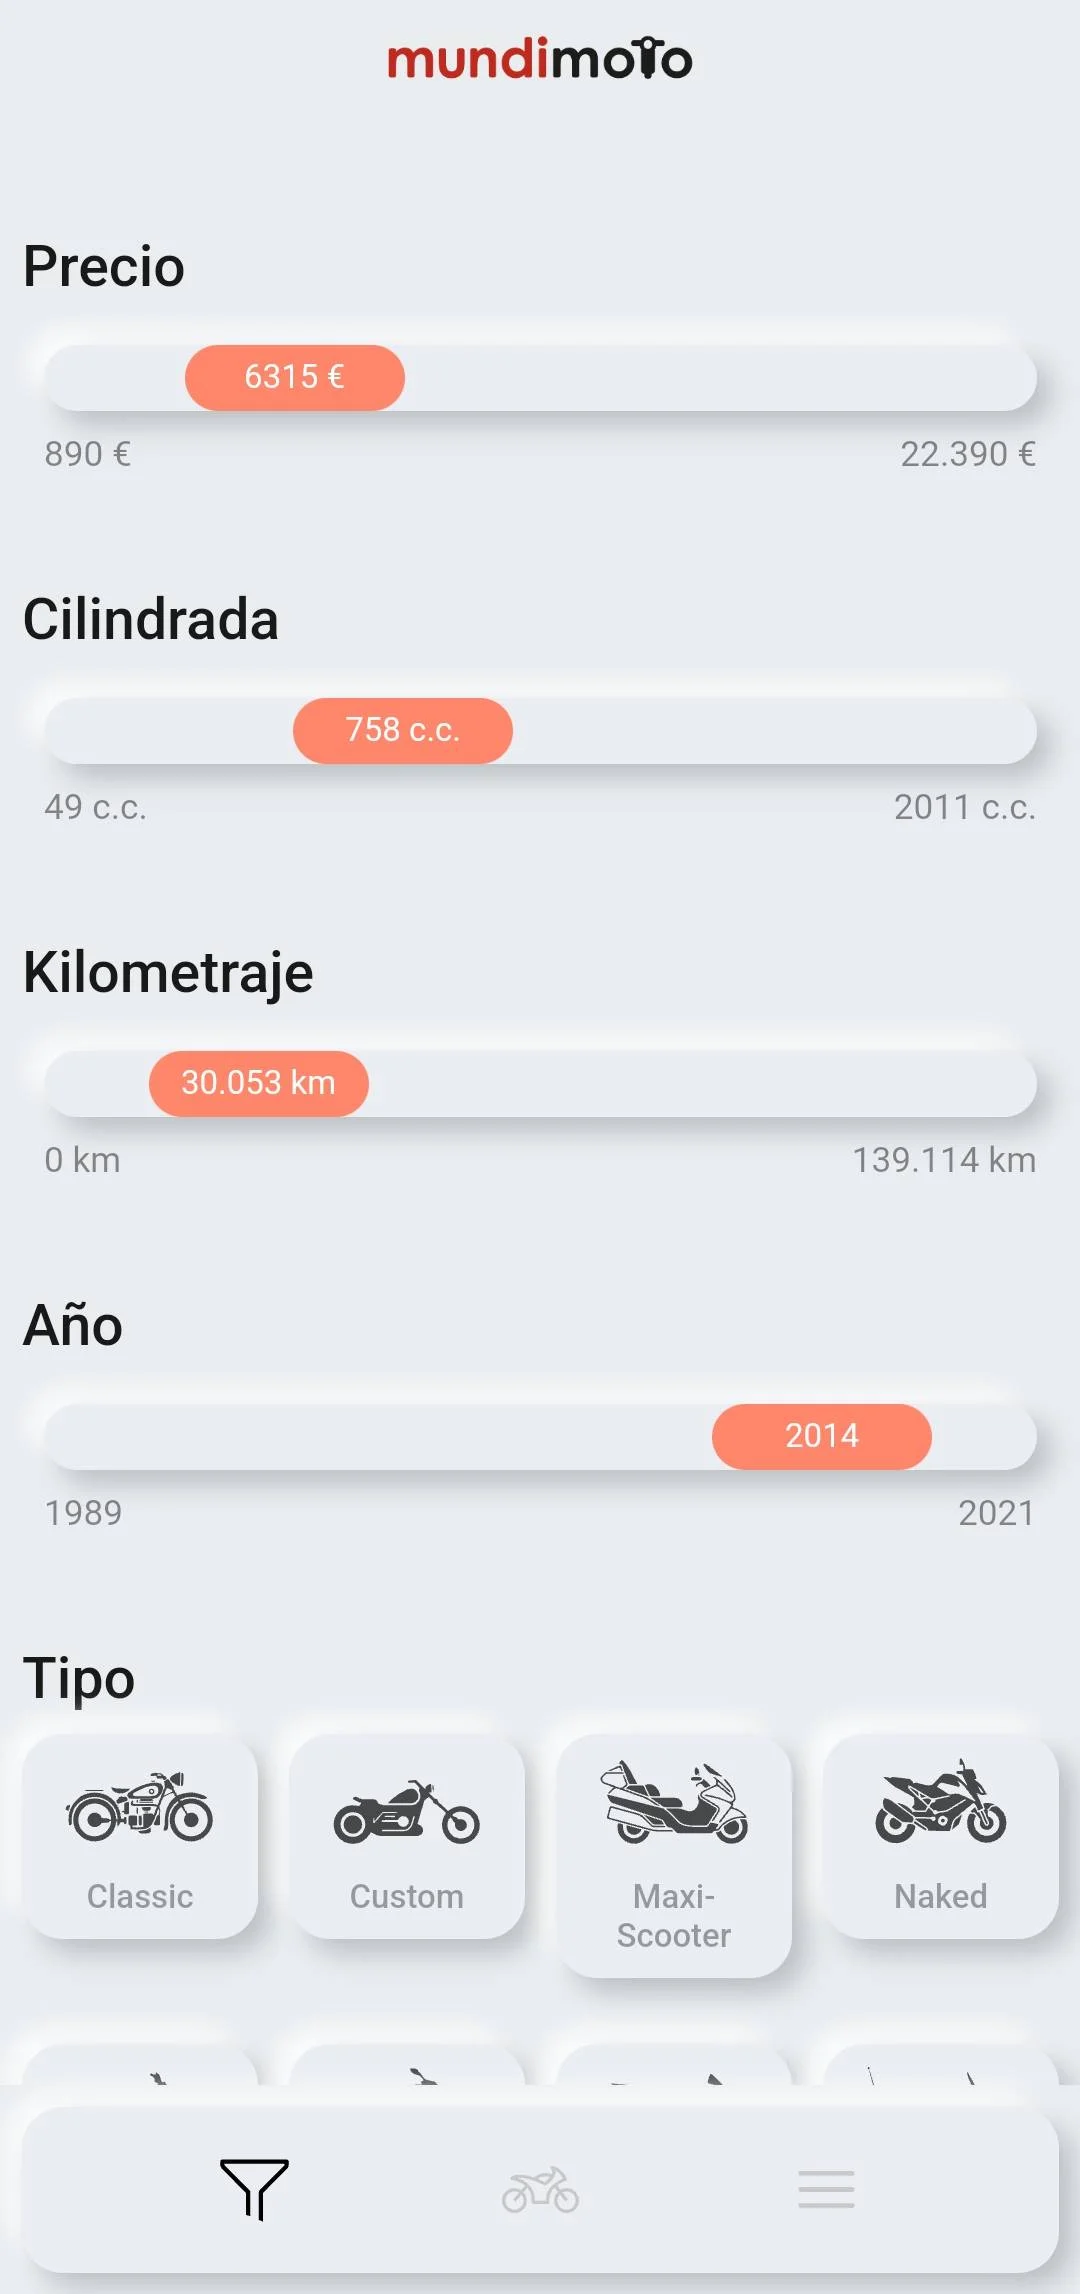 mundimoto
Precio
6315 €
890 € 22.390 €
Cilindrada
758 c.c.
49 c.c. 2011 c.c.
Kilometraje
30.053 km
0 km 139.114 km
Año
2014
1989 2021
Tipo
Classic Custom Maxi-Scooter Naked